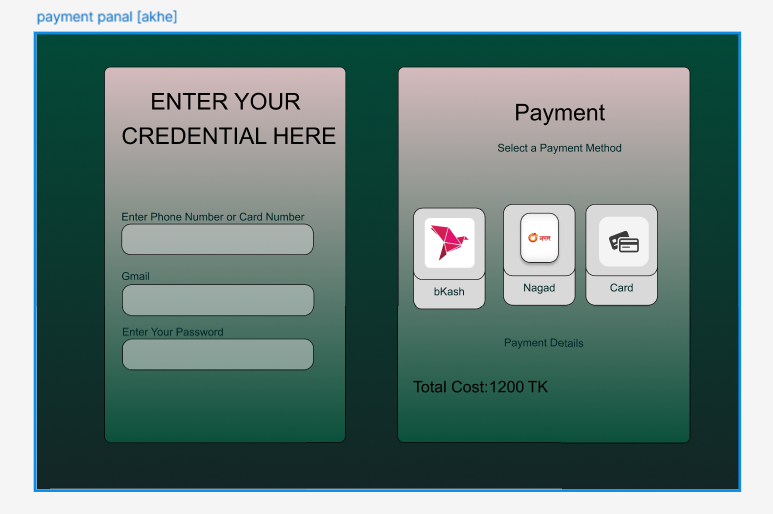 payment panal [akhe]
ENTER YOUR
CREDENTIAL HERE
Enter Phone Number or Card Number
Gmail
Enter Your Password
Payment
Select a Payment Method
bKash
নগদ
Nagad
Card
Payment Details
Total Cost:1200 TK